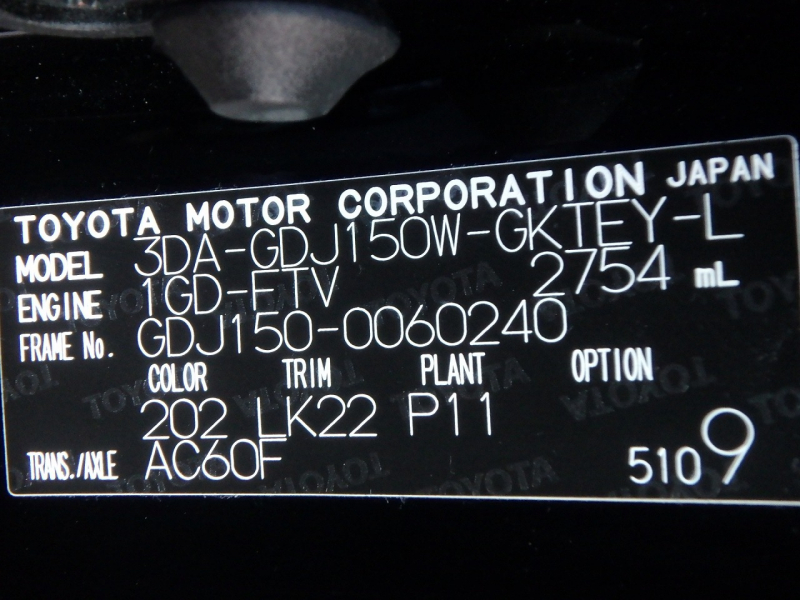 TOYOTA MOTOR CORPORATION JAPAN
MODEL 3DA-GDJ150W-GKTEY-L
ENGINE 1GD-FTV 2754 mL
FRAME No. GDJ150-0060240
COLOR TRIM PLANT OPTION
202 LK22 P11
TRANS./AXLE AC60F 5109